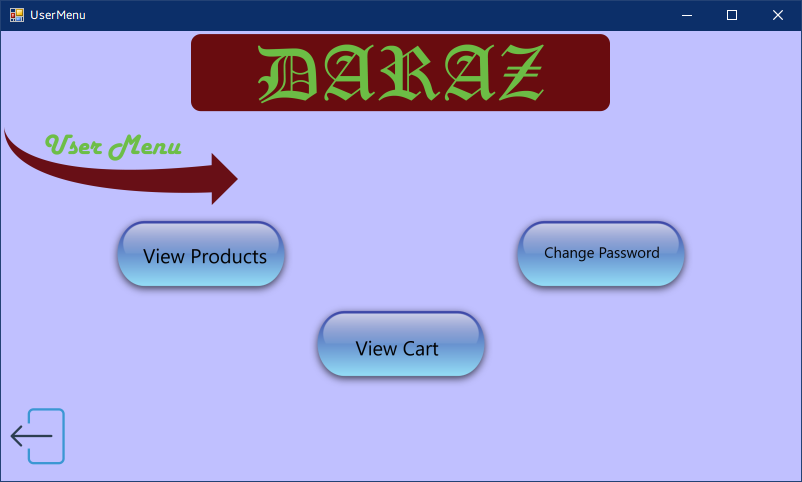 UserMenu
DARAZ
User Menu
View Products
Change Password
View Cart